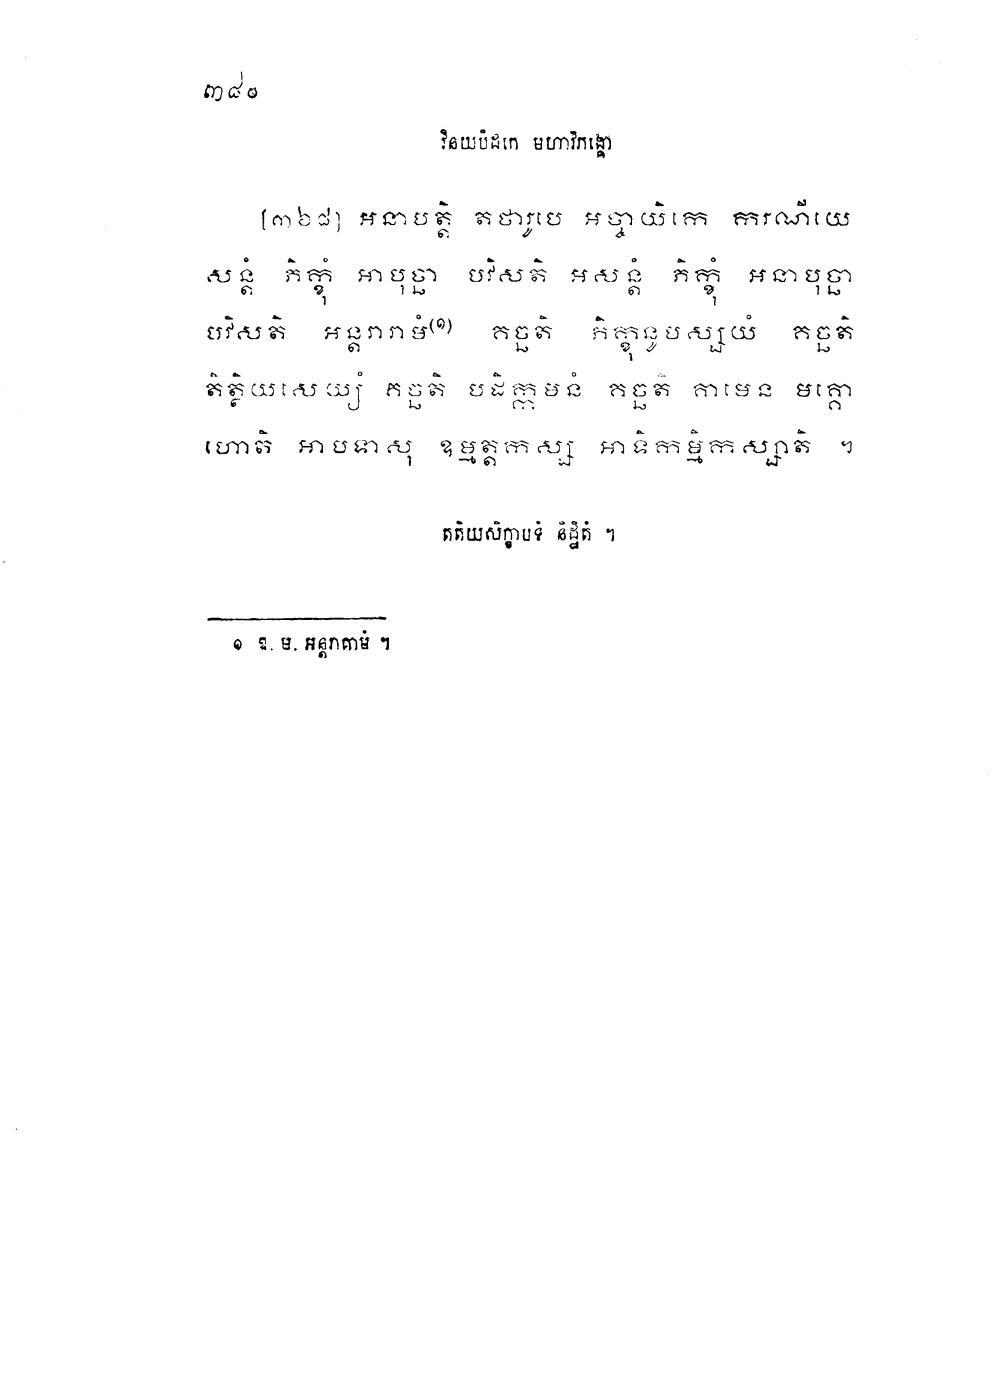 ៣៨០
វិនយបិដកេ មហាវិភង្គោ
[៣៦៨] អនាបត្តិ តថារូបេ អច្ចាយិកេ ករណីយេ
សន្តំ ភិក្ខុំ អាបុច្ឆា បវិសតិ អសន្តំ ភិក្ខុំ អនាបុច្ឆា
បវិសតិ អន្តរារាមំ(១) គច្ឆតិ ភិក្ខុនូបស្សយំ គច្ឆតិ
តិត្ថិយសេយ្យំ គច្ឆតិ បដិក្កមនំ គច្ឆតិ គាមេន មគ្គោ
ហោតិ អាបទាសុ ឧម្មត្តកស្ស អាទិកម្មិកស្សាតិ ។
តតិយសិក្ខាបទំ និដ្ឋិតំ ។
១ ឱ. ម. អន្តរាគាមំ ។